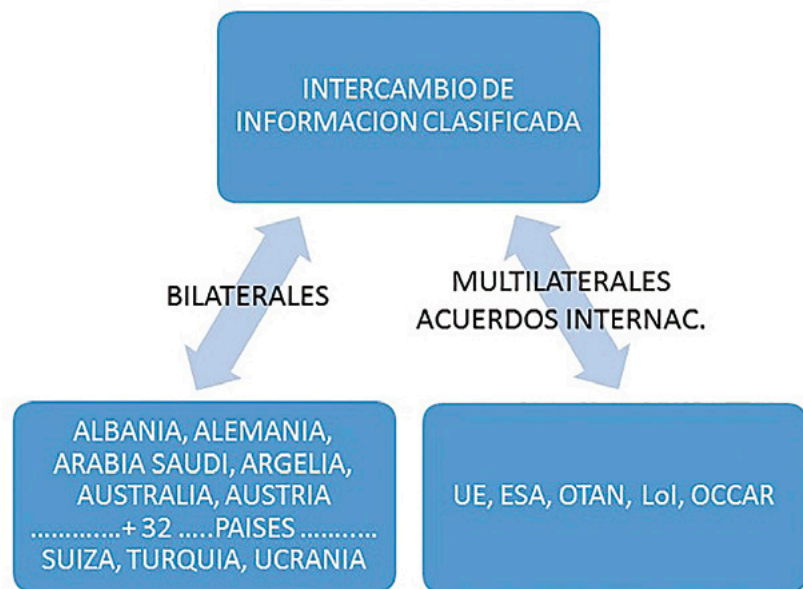 INTERCAMBIO DE
INFORMACION CLASIFICADA
BILATERALES
MULTILATERALES
ACUERDOS INTERNAC.
ALBANIA, ALEMANIA,
ARABIA SAUDI, ARGELIA,
AUSTRALIA, AUSTRIA
.............+ 32 .....PAISES ...........
SUIZA, TURQUIA, UCRANIA
UE, ESA, OTAN, LoI, OCCAR